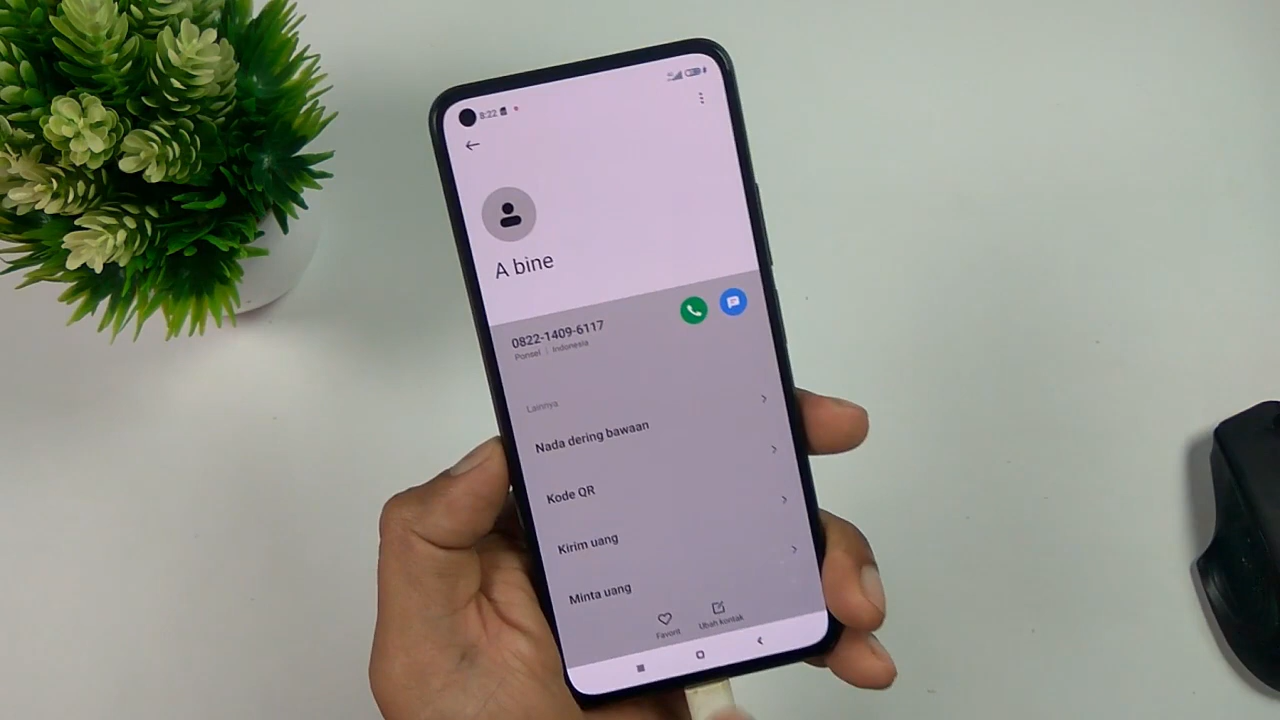 8:22
A bine
0822-1409-6117
Ponsel | Indonesia
Lainnya
Nada dering bawaan
Kode QR
Kirim uang
Minta uang
Favorit
Ubah kontak